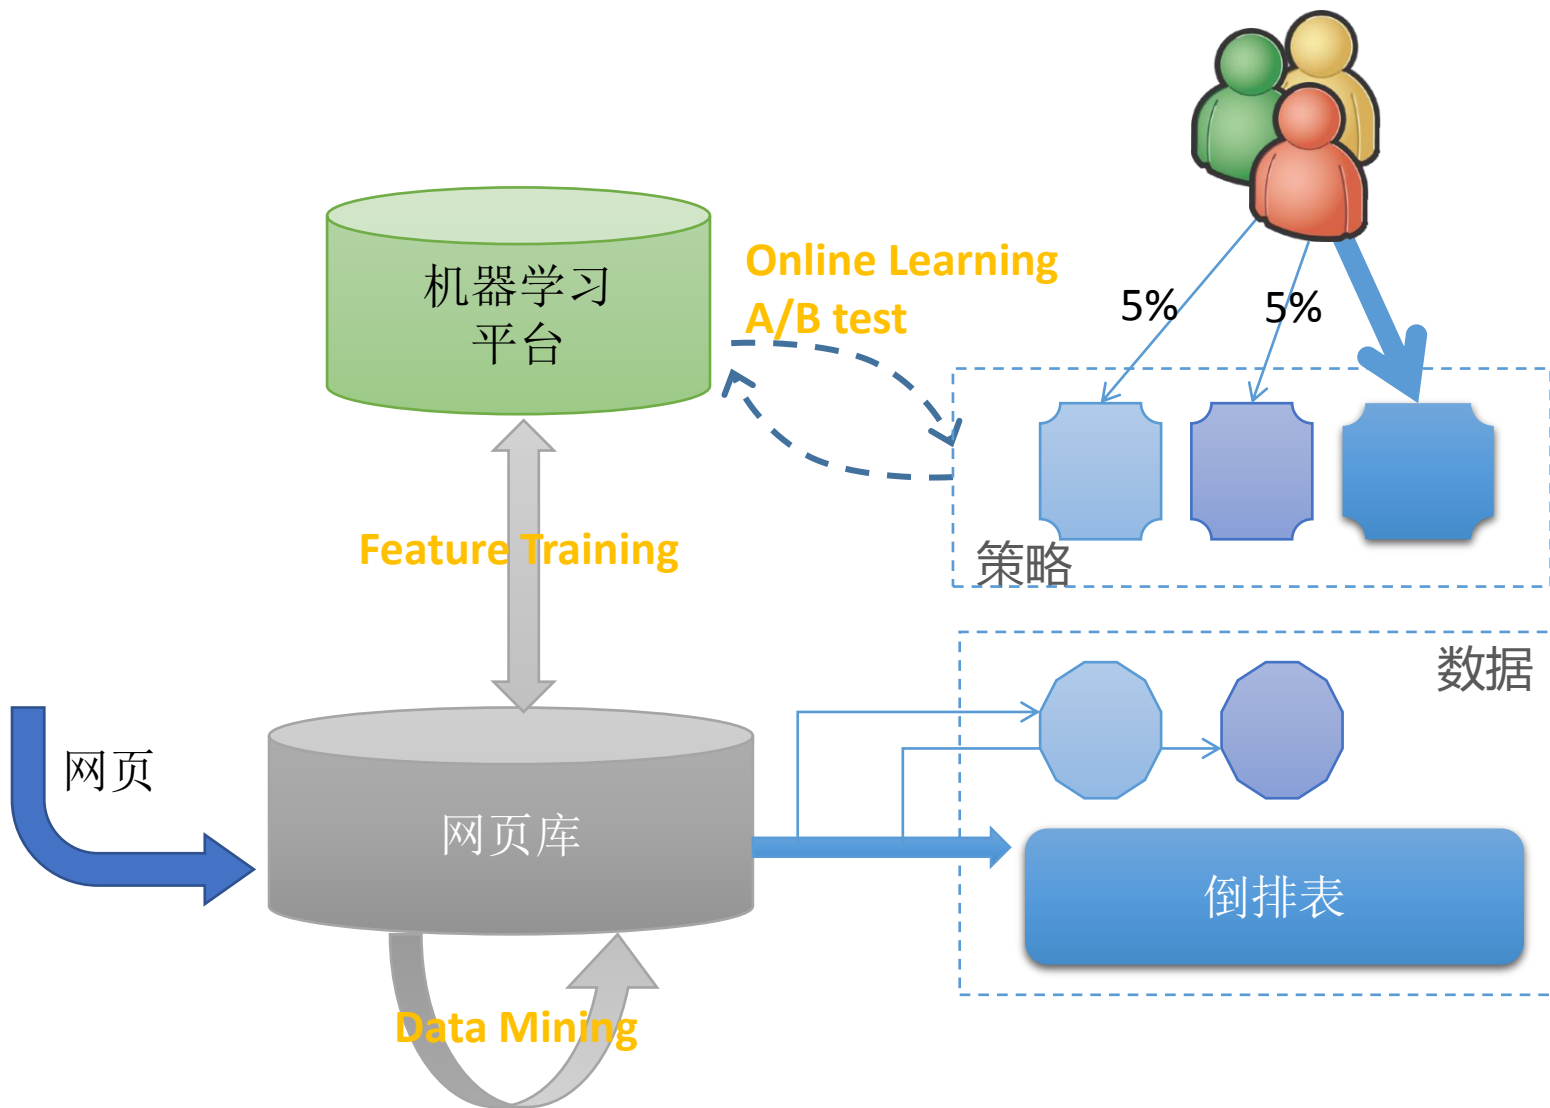 机器学习
平台
Online Learning
A/B test
5%
5%
Feature Training
策略
数据
网页
网页库
倒排表
Data Mining